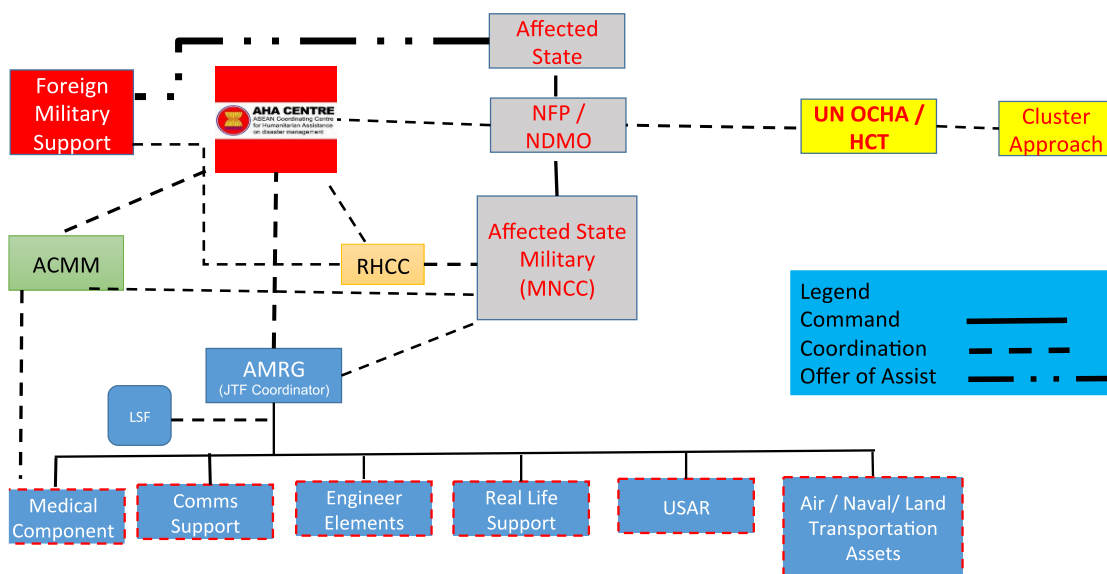 Affected
State
Foreign
Military
Support
AHA CENTRE
ASEAN Coordinating Centre
for Humanitarian Assistance
on disaster management
NFP /
NDMO
UN OCHA /
HCT
Cluster
Approach
ACMM
RHCC
Affected State
Military
(MNCC)
Legend
Command
Coordination
Offer of Assist
AMRG
(JTF Coordinator)
LSF
Medical
Component
Comms
Support
Engineer
Elements
Real Life
Support
USAR
Air / Naval/ Land
Transportation
Assets